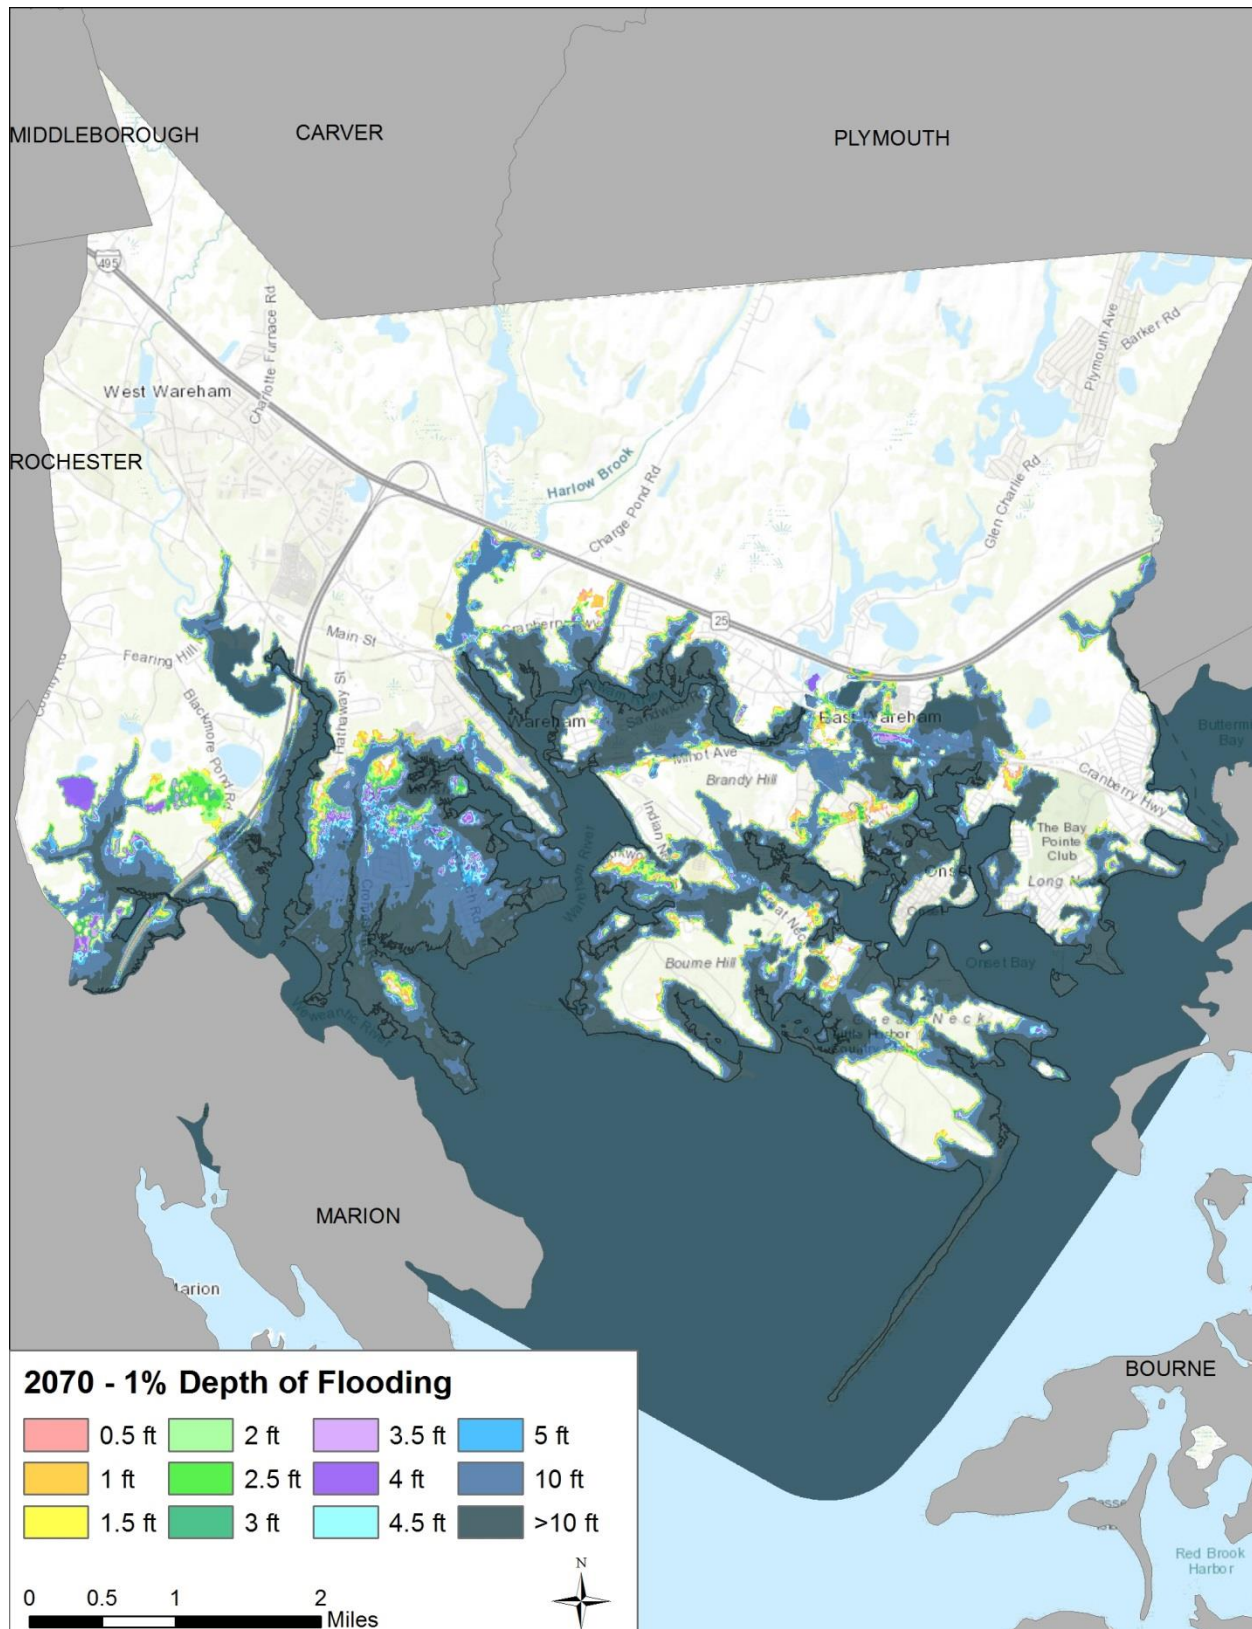 MIDDLEBOROUGH
CARVER
PLYMOUTH
495
Charlotte Furnace Rd
Plymouth Ave
Barker Rd
West Wareham
ROCHESTER
Harlow Brook
Charge Pond Rd
Glen Charlie Rd
25
Main St
Fearing Hill
Hathaway St
Blackmore Pond Rd
Cranberry Hwy
Wareham
East Wareham
Minot Ave
Brandy Hill
Cranberry Hwy
Wareham River
The Bay
Pointe
Club
Onset
Bourne Hill
Onset Bay
Weweantic River
MARION
Marion
BOURNE
Red Brook
Harbor
2070 - 1% Depth of Flooding
0.5 ft 2 ft 3.5 ft 5 ft
1 ft 2.5 ft 4 ft 10 ft
1.5 ft 3 ft 4.5 ft >10 ft
N
0 0.5 1 2
Miles